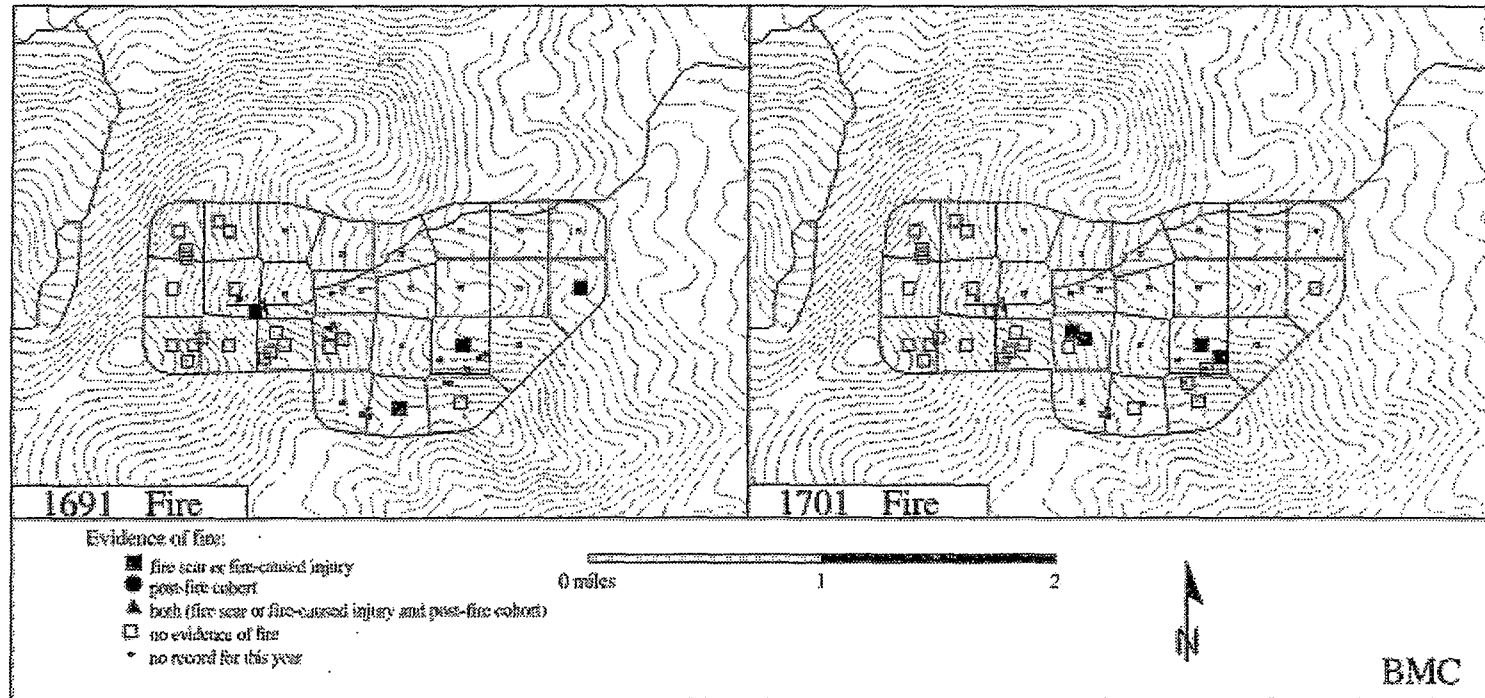 1691 Fire
1701 Fire
Evidence of fire:
fire scar or fire-caused injury
post-fire cohort
both (fire scar or fire-caused injury and post-fire cohort)
no evidence of fire
no record for this year
0 miles 1 2
N
BMC